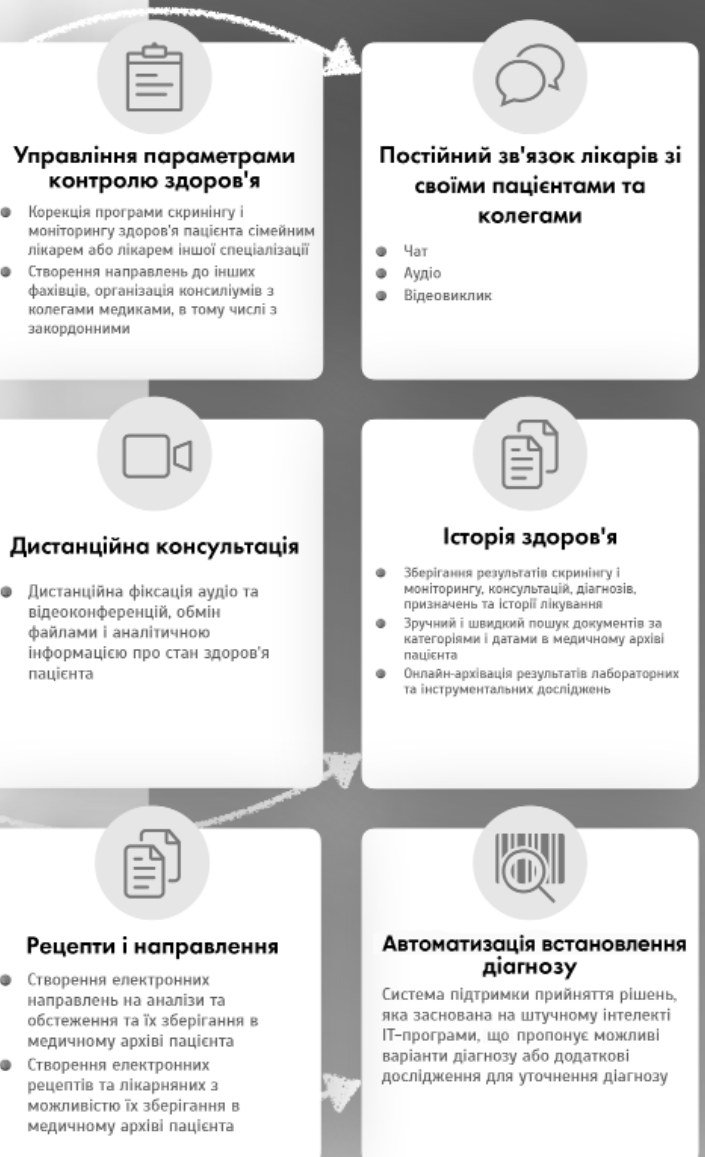 Управління параметрами
контролю здоров'я
Корекція програми скринінгу і
моніторингу здоров'я пацієнта сімейним
лікарем або лікарем іншої спеціалізації
Створення направлень до інших
фахівців, організація консиліумів з
колегами медиками, в тому числі з
закордонними
Постійний зв'язок лікарів зі
своїми пацієнтами та
колегами
Чат
Аудіо
Відеовиклик
Дистанційна консультація
Дистанційна фіксація аудіо та
відеоконференцій, обмін
файлами і аналітичною
інформацією про стан здоров'я
пацієнта
Історія здоров'я
Зберігання результатів скринінгу і
моніторингу, консультацій, діагнозів,
призначень та історії лікування
Зручний і швидкий пошук документів за
категоріями і датами в медичному архіві
пацієнта
Онлайн-архівація результатів лабораторних
та інструментальних досліджень
Рецепти і направлення
Створення електронних
направлень на аналізи та
обстеження та їх зберігання в
медичному архіві пацієнта
Створення електронних
рецептів та лікарняних з
можливістю їх зберігання в
медичному архіві пацієнта
Автоматизація встановлення
діагнозу
Система підтримки прийняття рішень,
яка заснована на штучному інтелекті
ІТ-програми, що пропонує можливі
варіанти діагнозу або додаткові
дослідження для уточнення діагнозу